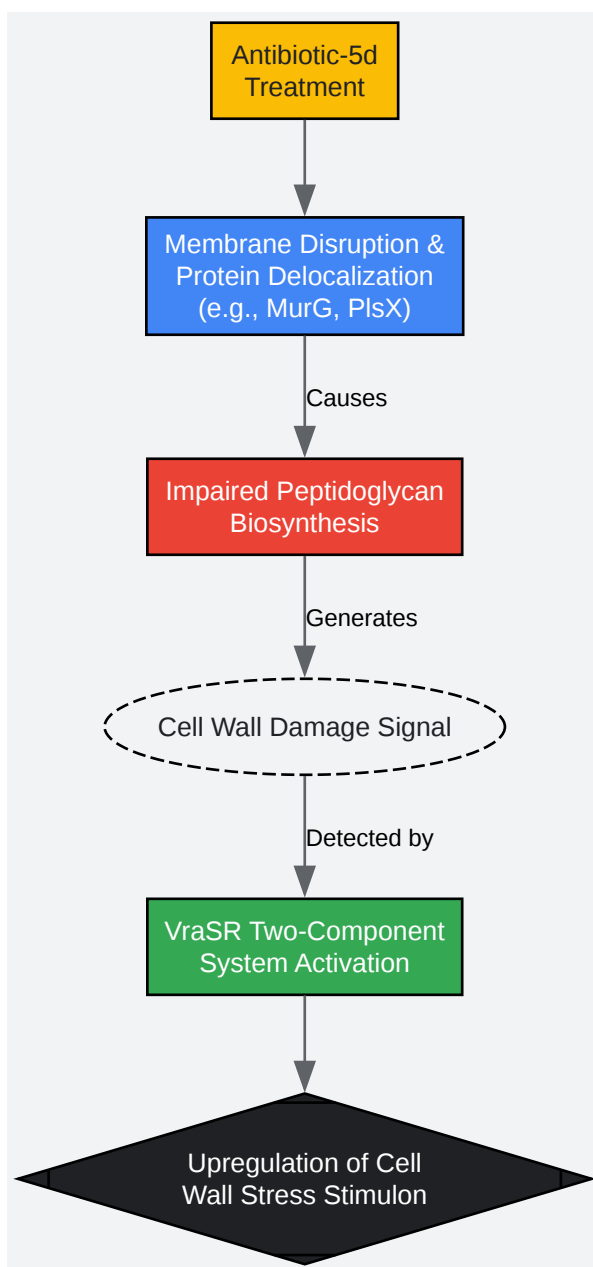 Antibiotic-5d
Treatment
Membrane Disruption &
Protein Delocalization
(e.g., MurG, PlsX)
Causes
Impaired Peptidoglycan
Biosynthesis
Generates
Cell Wall Damage Signal
Detected by
VraSR Two-Component
System Activation
Upregulation of Cell
Wall Stress Stimulon